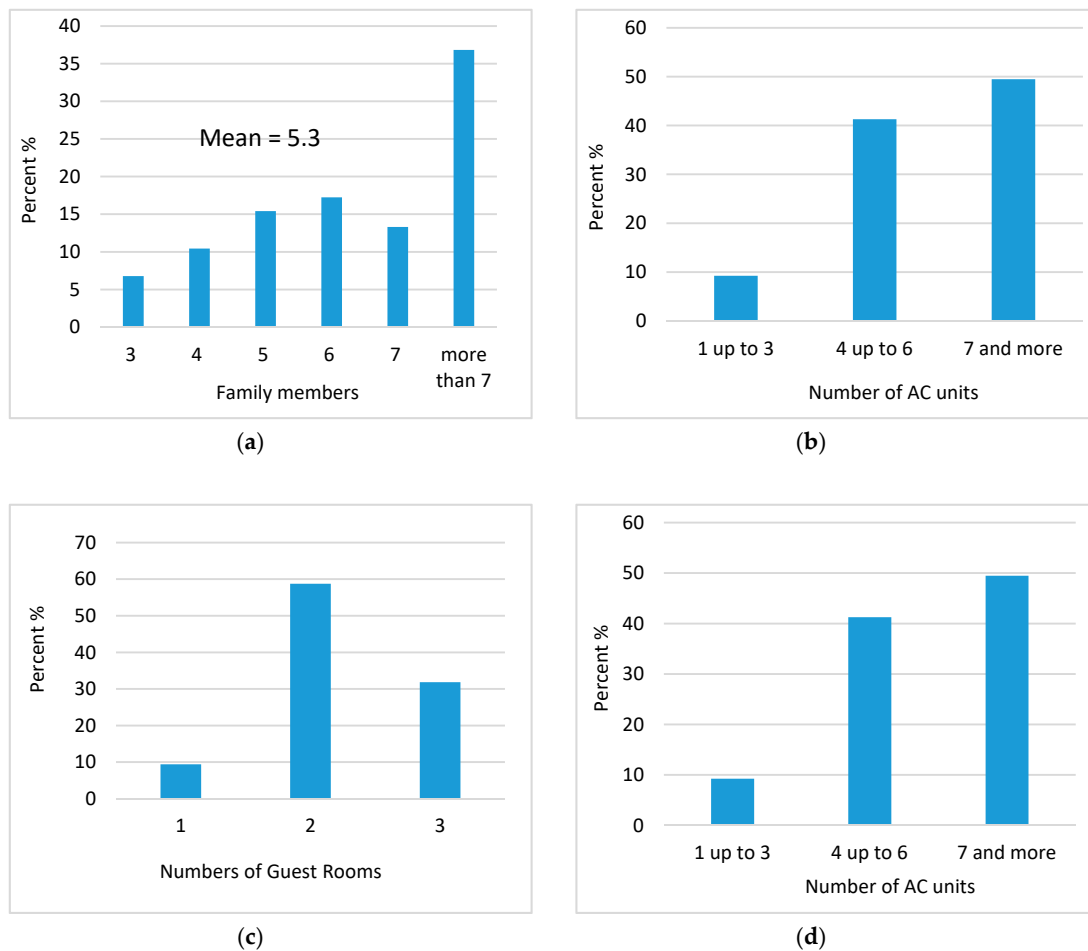 40
35
30
25
20
15
10
5
0
Percent %
Mean = 5.3
3 4 5 6 7 more
than 7
Family members
(a)
60
50
40
30
20
10
0
Percent %
1 up to 3 4 up to 6 7 and more
Number of AC units
(b)
70
60
50
40
30
20
10
0
Percent %
1 2 3
Numbers of Guest Rooms
(c)
60
50
40
30
20
10
0
Percent %
1 up to 3 4 up to 6 7 and more
Number of AC units
(d)